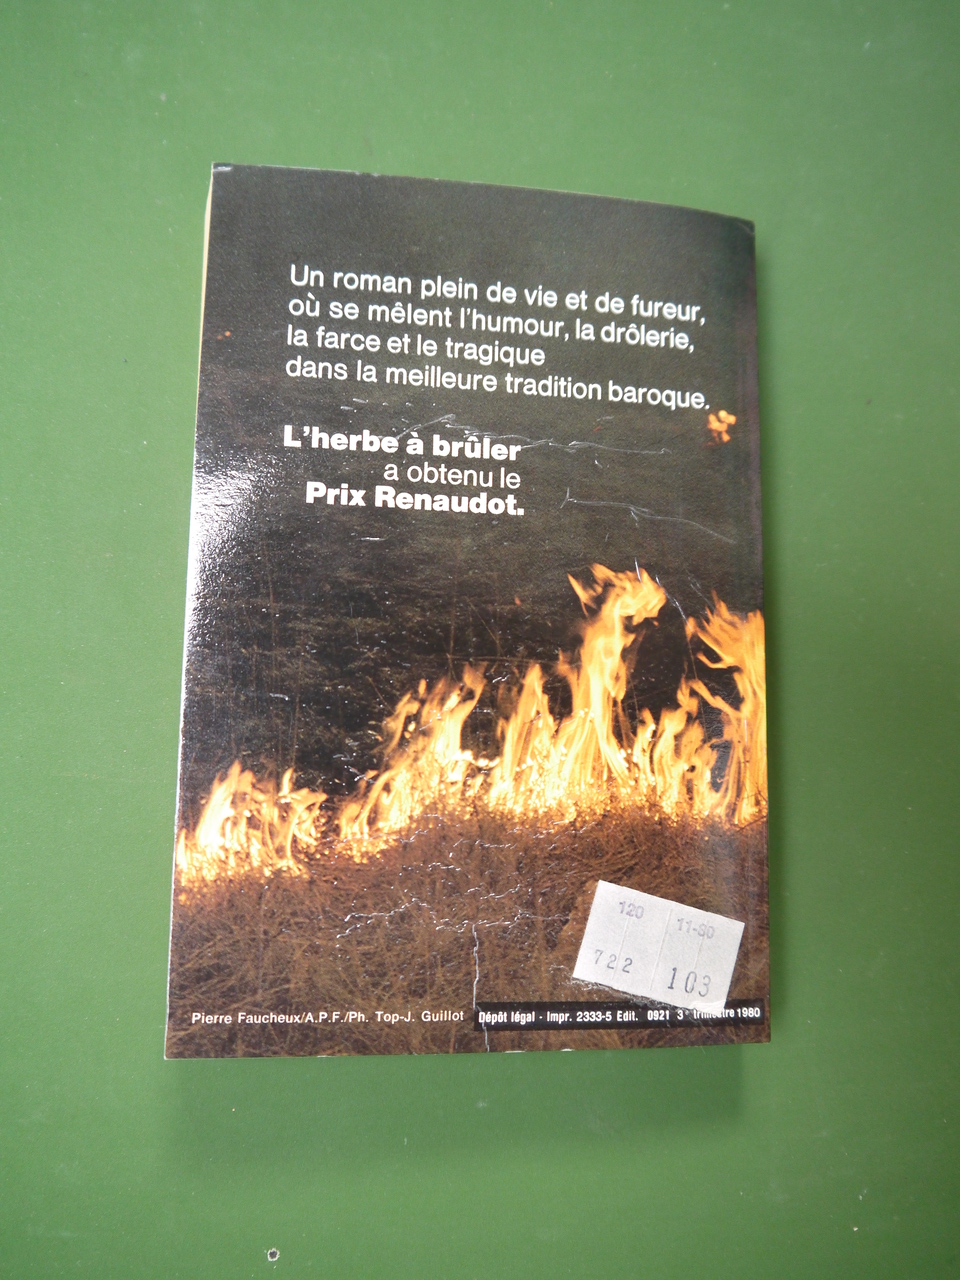 Un roman plein de vie et de fureur,
où se mêlent l'humour, la drôlerie,
la farce et le tragique
dans la meilleure tradition baroque.
L'herbe à brûler
a obtenu le
Prix Renaudot.
120
11-80
722
103
Pierre Faucheux/A.P.F./Ph. Top-J. Guillot
Dépôt légal - Impr. 2333-5 Edit. 0921 3e trimestre 1980